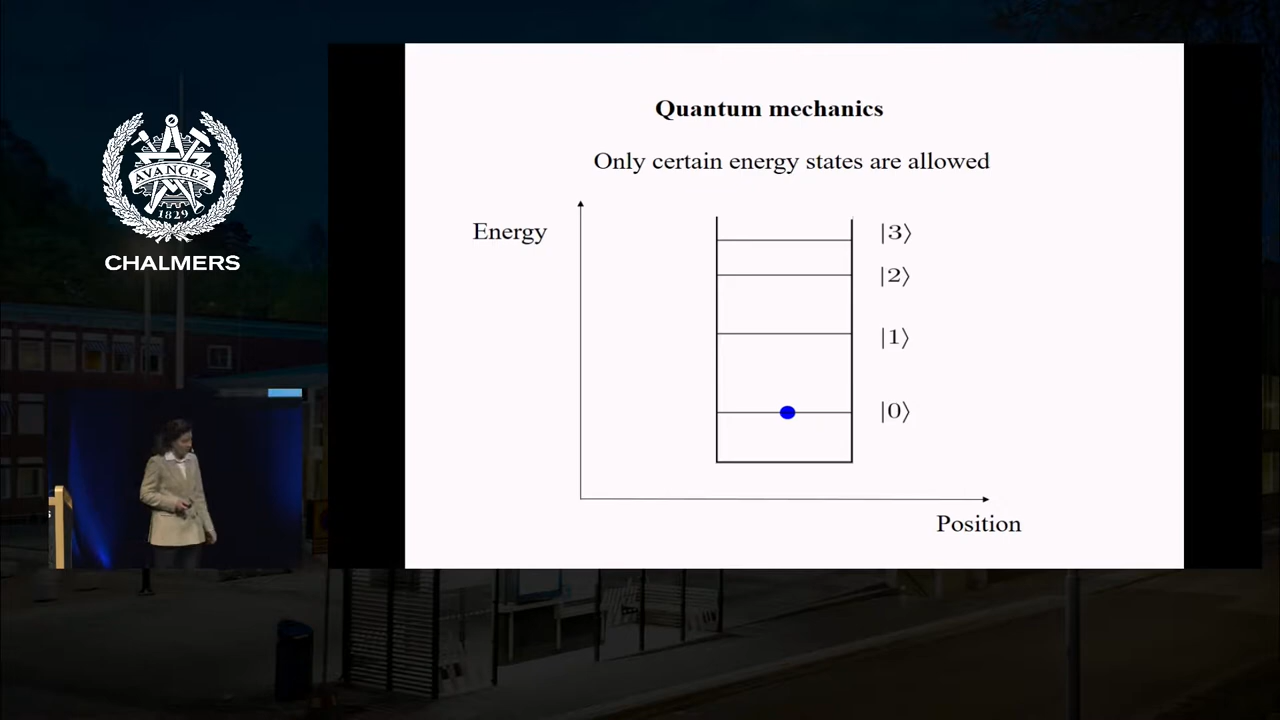 AVANCEZ
1829
CHALMERS
Quantum mechanics
Only certain energy states are allowed
Energy
|3⟩
|2⟩
|1⟩
|0⟩
Position